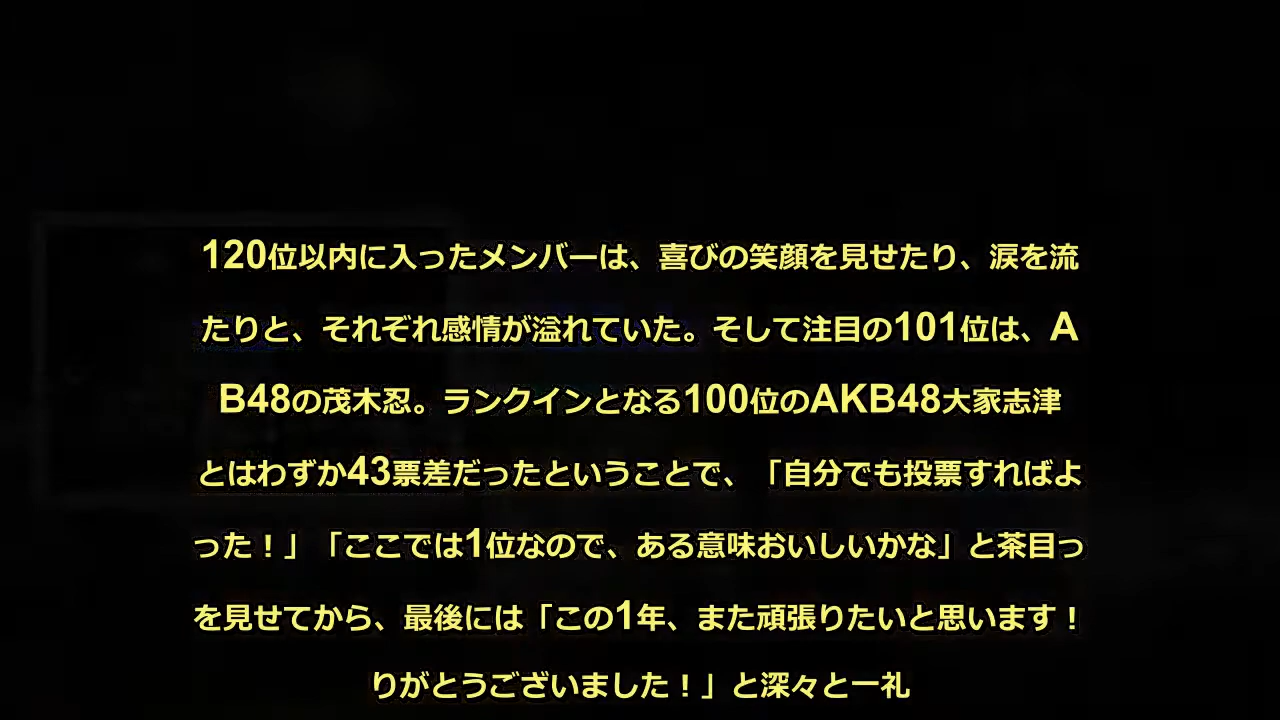 120位以内に入ったメンバーは、喜びの笑顔を見せたり、涙を流
たりと、それぞれ感情が溢れていた。そして注目の101位は、A
B48の茂木忍。ランクインとなる100位のAKB48大家志津
とはわずか43票差だったということで、「自分でも投票すればよ
った！」「ここでは1位なので、ある意味おいしいかな」と茶目っ
を見せてから、最後には「この1年、また頑張りたいと思います！
りがとうございました！」と深々と一礼